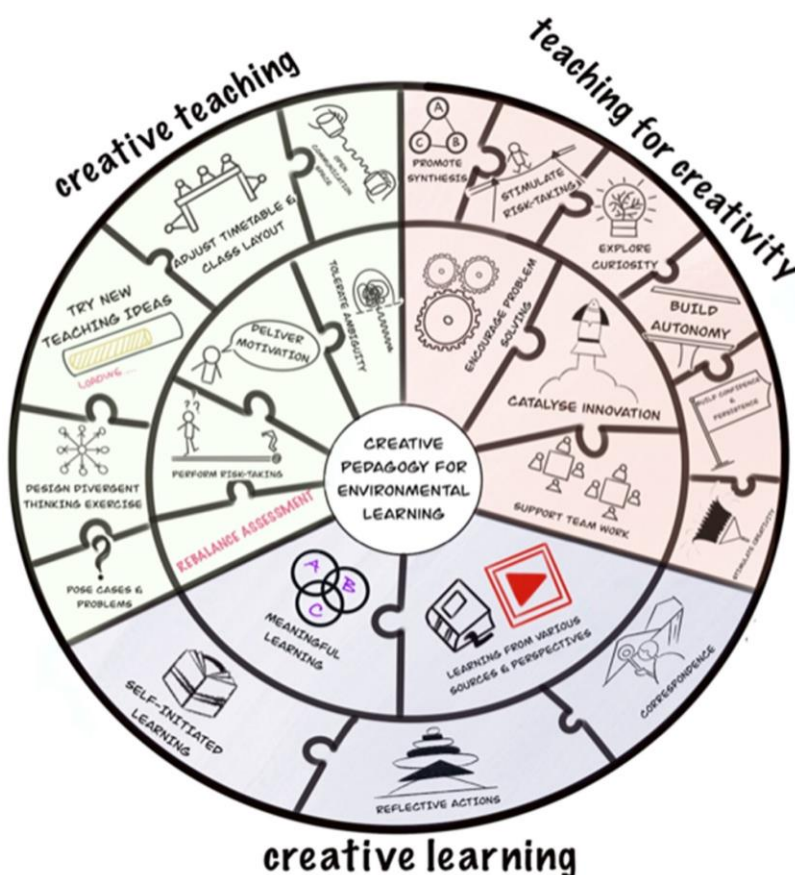 creative teaching
teaching for creativity
OPEN
COMMUNICATION
SPACE
ADJUST TIMETABLE &
CLASS LAYOUT
TRY NEW
TEACHING IDEAS
LOADING...
DESIGN DIVERGENT
THINKING EXERCISE
POSE CASES &
PROBLEMS
TOLERATE AMBIGUITY
DELIVER
MOTIVATION
?
?
?
PERFORM RISK-TAKING
REBALANCE ASSESSMENT
A
C
B
PROMOTE
SYNTHESIS
STIMULATE
RISK-TAKING
EXPLORE
CURIOSITY
BUILD
AUTONOMY
BUILD CONFIDENCE
&
PERSISTENCE
STIMULATE CREATIVITY
ENCOURAGE PROBLEM
SOLVING
CATALYSE INNOVATION
SUPPORT TEAM WORK
CREATIVE
PEDAGOGY FOR
ENVIRONMENTAL
LEARNING
A
B
C
MEANINGFUL
LEARNING
LEARNING FROM VARIOUS
SOURCES & PERSPECTIVES
SELF-INITIATED
LEARNING
REFLECTIVE ACTIONS
CORRESPONDENCE
creative learning